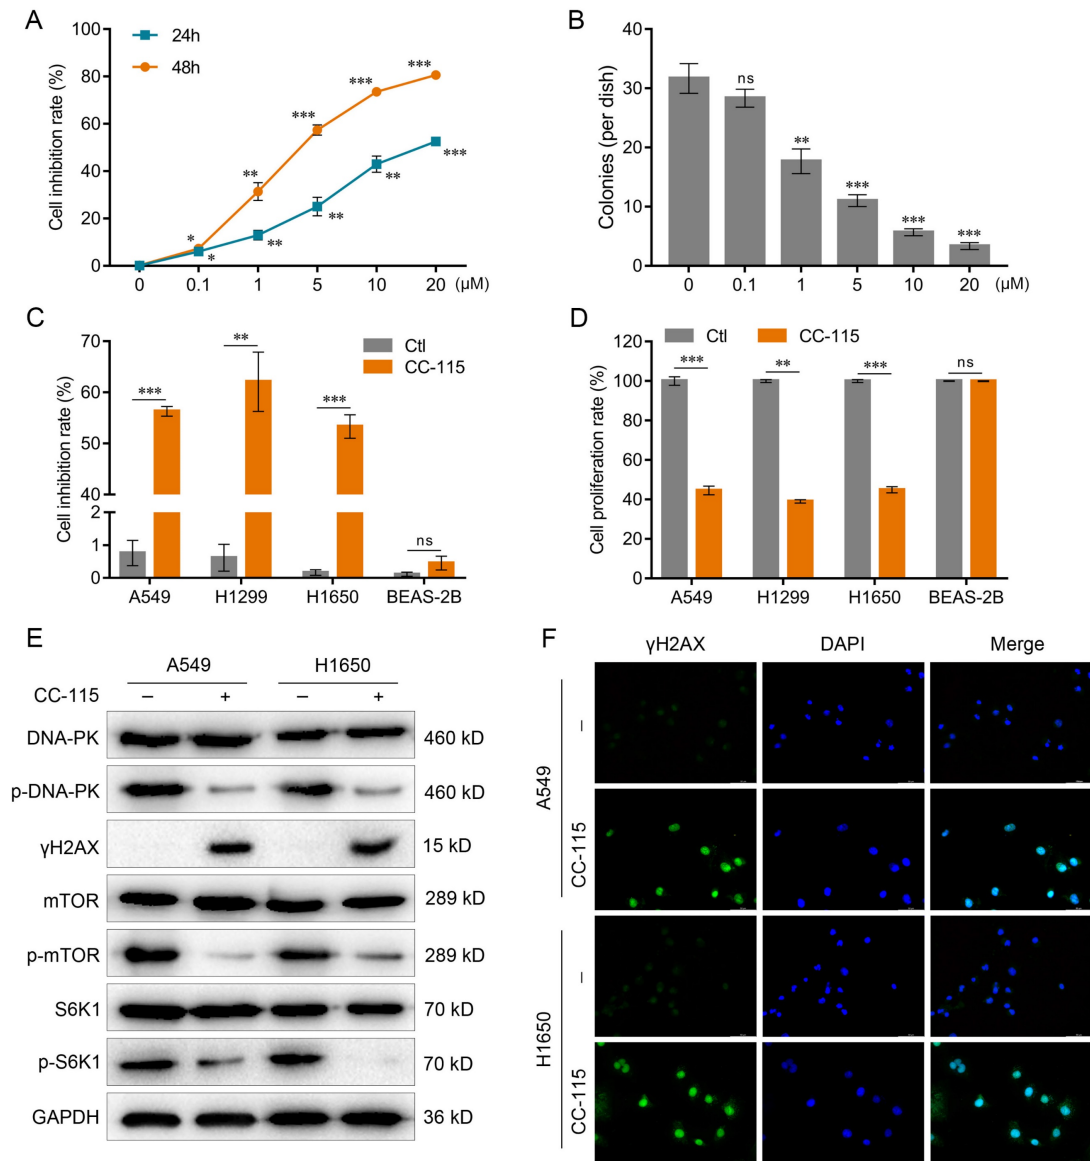 A
24h
48h
Cell inhibition rate (%)
100
80
60
40
20
0
*
*
**
**
***
**
***
**
***
***
0 0.1 1 5 10 20 (μM)
B
Colonies (per dish)
40
30
20
10
0
ns
**
***
***
***
0 0.1 1 5 10 20 (μM)
C
Ctl
CC-115
Cell inhibition rate (%)
70
60
50
40
2
1
0
***
**
***
ns
A549 H1299 H1650 BEAS-2B
D
Ctl CC-115
Cell proliferation rate (%)
120
100
80
60
40
20
0
*** ** *** ns
A549 H1299 H1650 BEAS-2B
E
A549 H1650
CC-115 – + – +
DNA-PK 460 kD
p-DNA-PK 460 kD
γH2AX 15 kD
mTOR 289 kD
p-mTOR 289 kD
S6K1 70 kD
p-S6K1 70 kD
GAPDH 36 kD
F
γH2AX DAPI Merge
A549
–
CC-115
H1650
–
CC-115